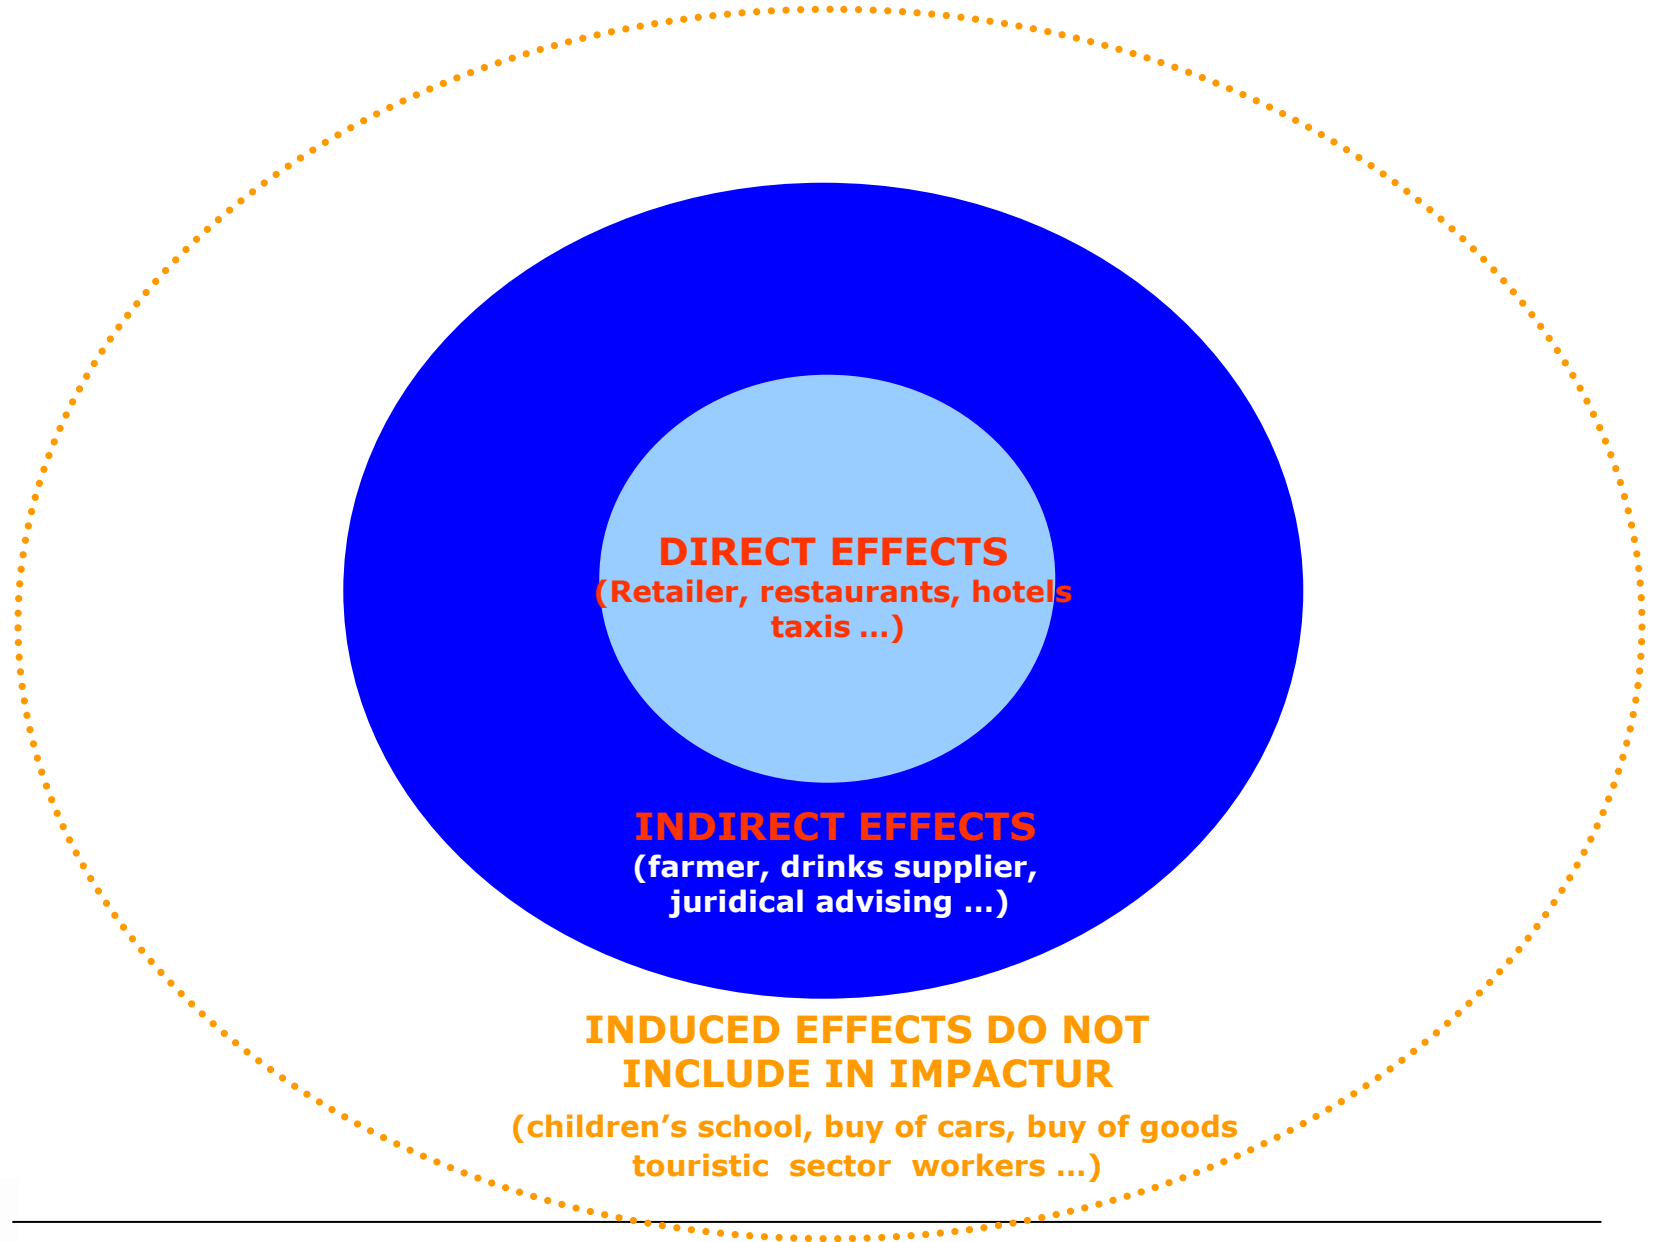 DIRECT EFFECTS
(Retailer, restaurants, hotels
taxis …)
INDIRECT EFFECTS
(farmer, drinks supplier,
juridical advising …)
INDUCED EFFECTS DO NOT
INCLUDE IN IMPACTUR
(children’s school, buy of cars, buy of goods
touristic sector workers …)